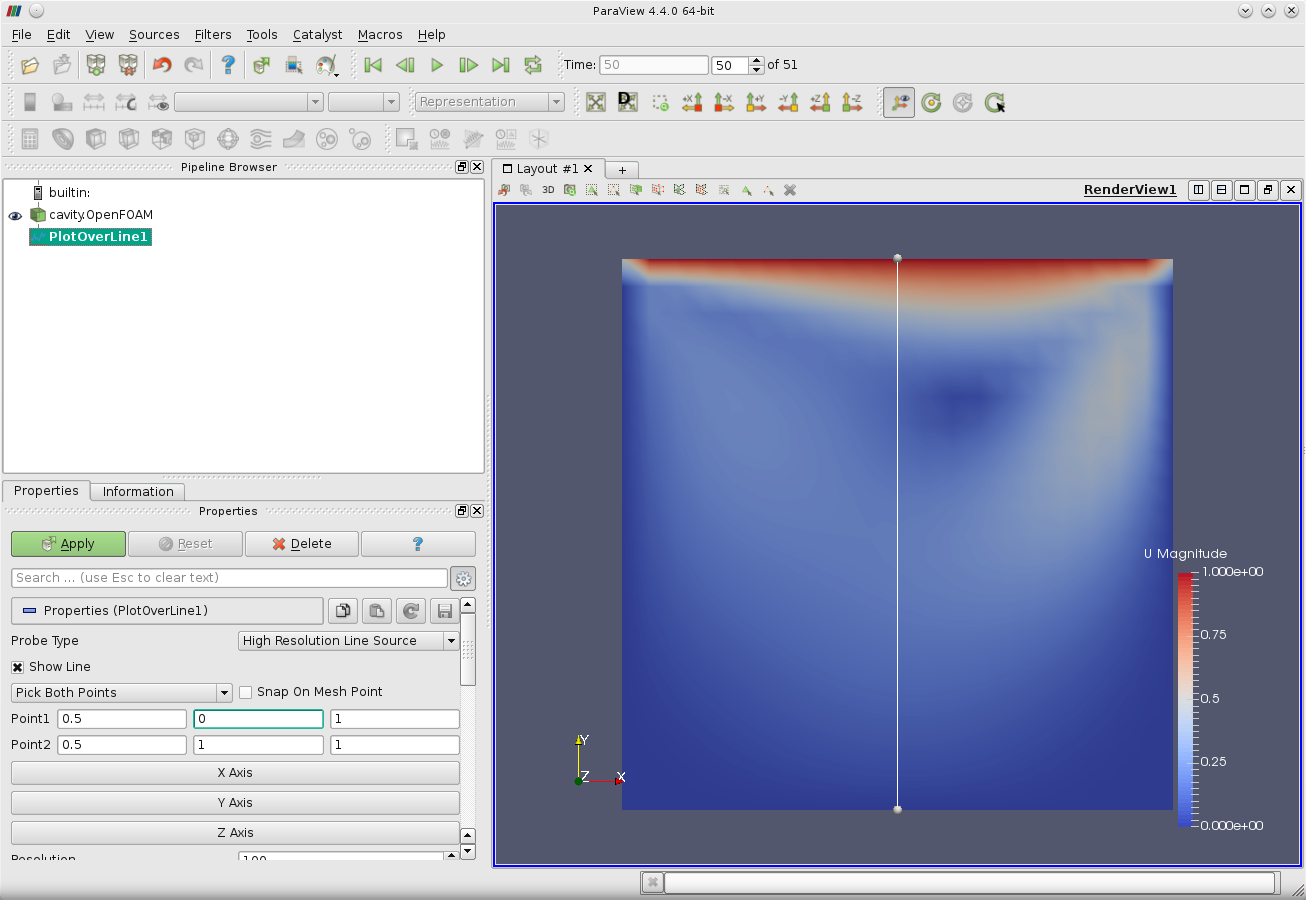 ParaView 4.4.0 64-bit
File Edit View Sources Filters Tools Catalyst Macros Help
Time: 50 50 of 51
Representation
D
+X -X +Y -Y +Z -Z
Pipeline Browser
builtin:
cavity.OpenFOAM
PlotOverLine1
Properties Information
Properties
Apply Reset Delete ?
Search ... (use Esc to clear text)
Properties (PlotOverLine1)
Probe Type High Resolution Line Source
Show Line
Pick Both Points Snap On Mesh Point
Point1 0.5 0 1
Point2 0.5 1 1
X Axis
Y Axis
Z Axis
Resolution 100
Layout #1 +
3D RenderView1
U Magnitude
1.000e+00
0.75
0.5
0.25
0.000e+00
Y
Z X